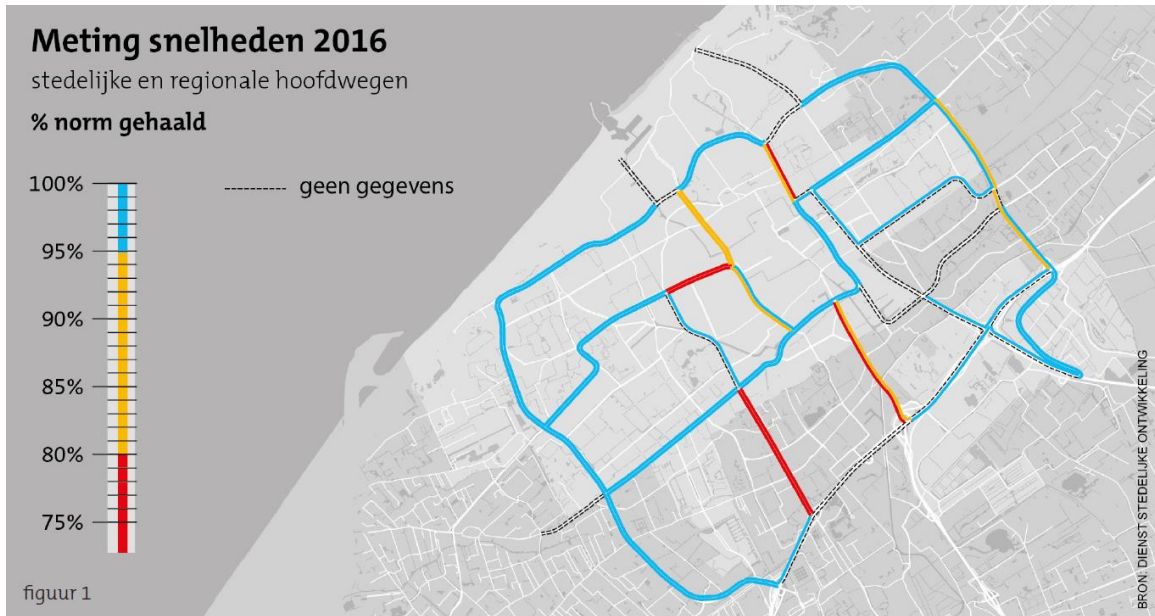 Meting snelheden 2016
stedelijke en regionale hoofdwegen
% norm gehaald
100%
95%
90%
85%
80%
75%
geen gegevens
figuur 1
BRON: DIENST STEDELIJKE ONTWIKKELING